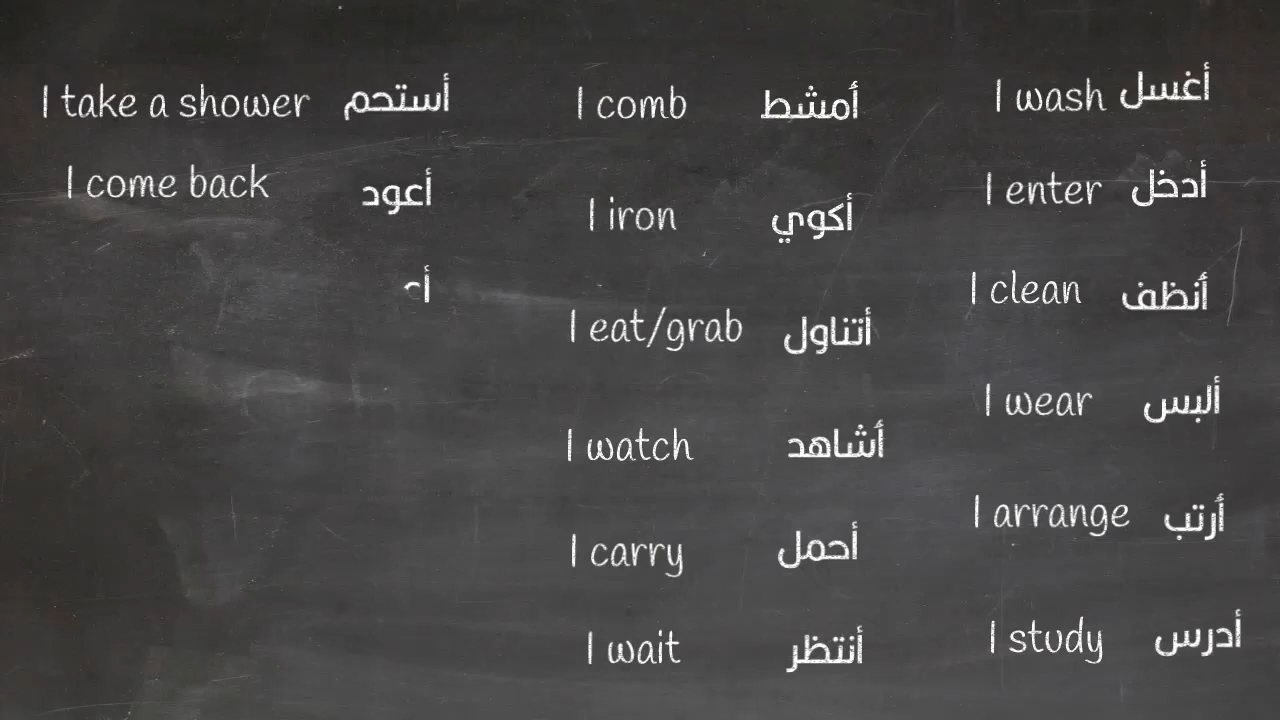 I wash أغسل
I enter أدخل
I clean أنظف
I wear ألبس
I arrange أرتب
I study أدرس
I comb أمشط
I iron أكوي
I eat/grab أتناول
I watch أشاهد
I carry أحمل
I wait أنتظر
I take a shower أستحم
I come back أعود